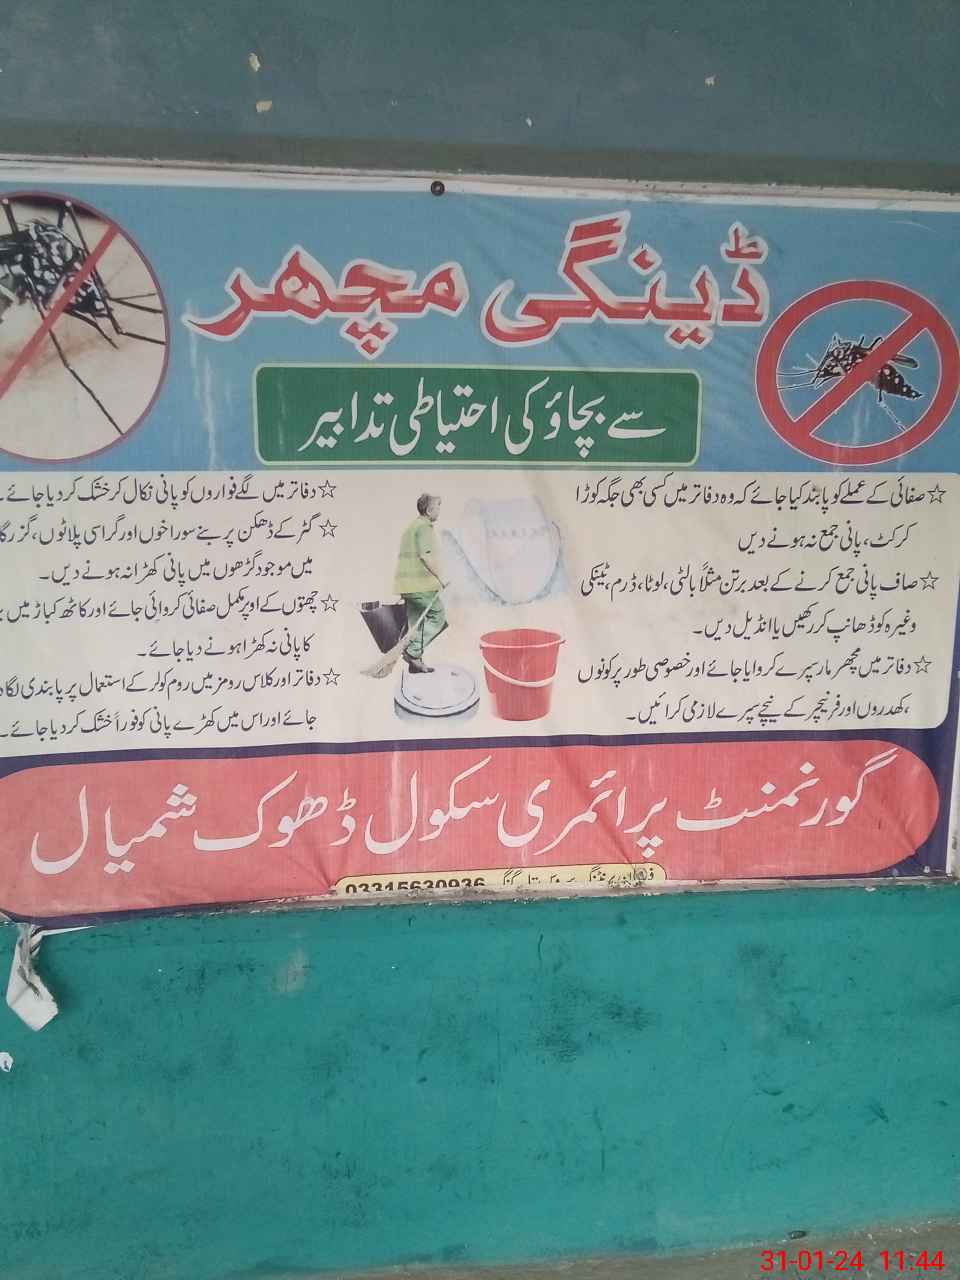 ڈینگی مچھر
سے بچاؤ کی احتیاطی تدابیر
☆ صفائی کے عملے کو پابند کیا جائے کہ وہ دفاتر میں کسی بھی جگہ کوڑا
کرکٹ، پانی جمع نہ ہونے دیں
☆ صاف پانی جمع کرنے کے بعد برتن مثلاً بالٹی، لوٹا، ڈرم، ٹینکی
وغیرہ کو ڈھانپ کر رکھیں یا انڈیل دیں۔
☆ دفاتر میں مچھر مار سپرے کروایا جائے اور خصوصی طور پر کونوں
، کھدروں اور فرنیچر کے نیچے سپرے لازمی کرائیں۔
☆ دفاتر میں لگے فواروں کو پانی نکال کر خشک کر دیا جائے۔
☆ گٹر کے ڈھکن پر بنے سوراخوں اور گراسی پلاٹوں،
میں موجود گڑھوں میں پانی کھڑا نہ ہونے دیں۔
☆ چھتوں کے اوپر مکمل صفائی کروائی جائے اور کاٹھ کباڑ میں
کا پانی نہ کھڑا ہونے دیا جائے۔
☆ دفاتر اور کلاس رومز میں روم کولر کے استعمال پر پابندی
جائے اور اس میں کھڑے پانی کو فوراً خشک کر دیا جائے۔
گورنمنٹ پرائمری سکول ڈھوک شمیال
03315630936
31-01-24 11:44